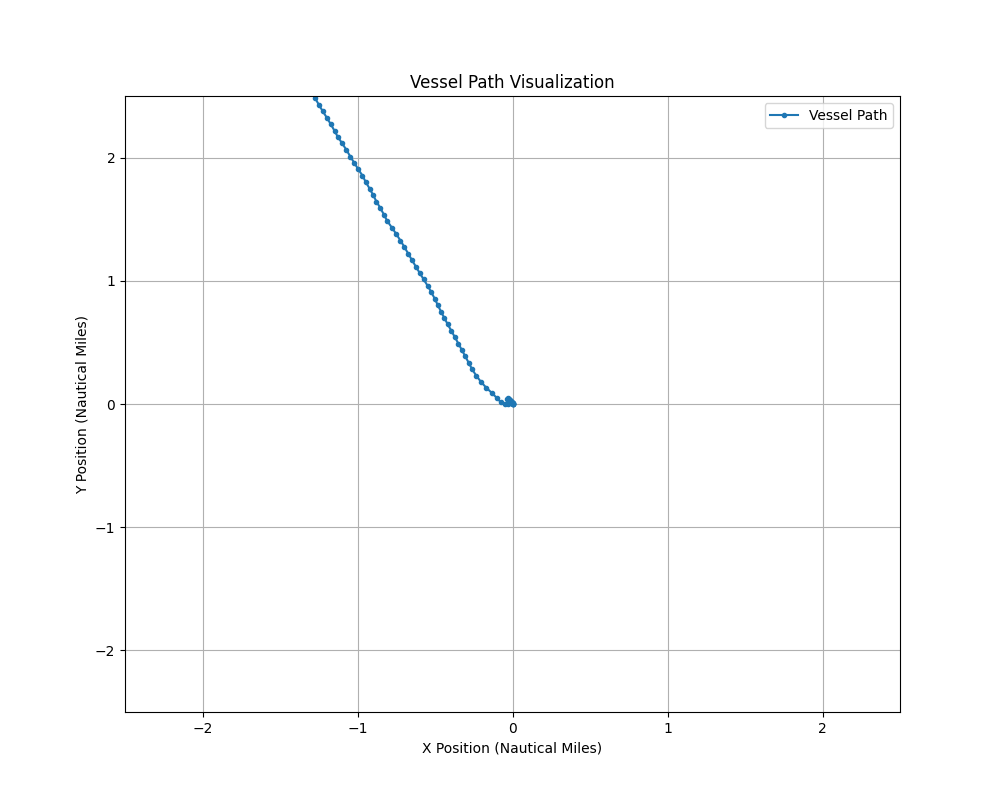 Vessel Path Visualization
Vessel Path
Y Position (Nautical Miles)
2
1
0
−1
−2
−2
−1
0
1
2
X Position (Nautical Miles)